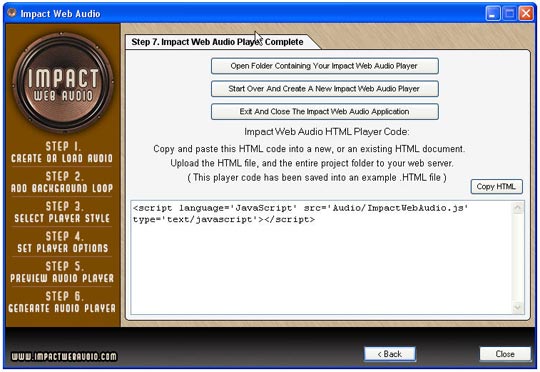 Impact Web Audio
IMPACT
WEB AUDIO
STEP 1.
CREATE OR LOAD AUDIO
STEP 2.
ADD BACKGROUND LOOP
STEP 3.
SELECT PLAYER STYLE
STEP 4.
SET PLAYER OPTIONS
STEP 5.
PREVIEW AUDIO PLAYER
STEP 6.
GENERATE AUDIO PLAYER
WWW.IMPACTWEBAUDIO.COM
Step 7. Impact Web Audio Player Complete
Open Folder Containing Your Impact Web Audio Player
Start Over And Create A New Impact Web Audio Player
Exit And Close The Impact Web Audio Application
Impact Web Audio HTML Player Code:
Copy and paste this HTML code into a new, or an existing HTML document.
Upload the HTML file, and the entire project folder to your web server.
( This player code has been saved into an example .HTML file )
Copy HTML
<script language='JavaScript' src='Audio/ImpactWebAudio.js'
type='text/javascript'></script>
< Back
Close